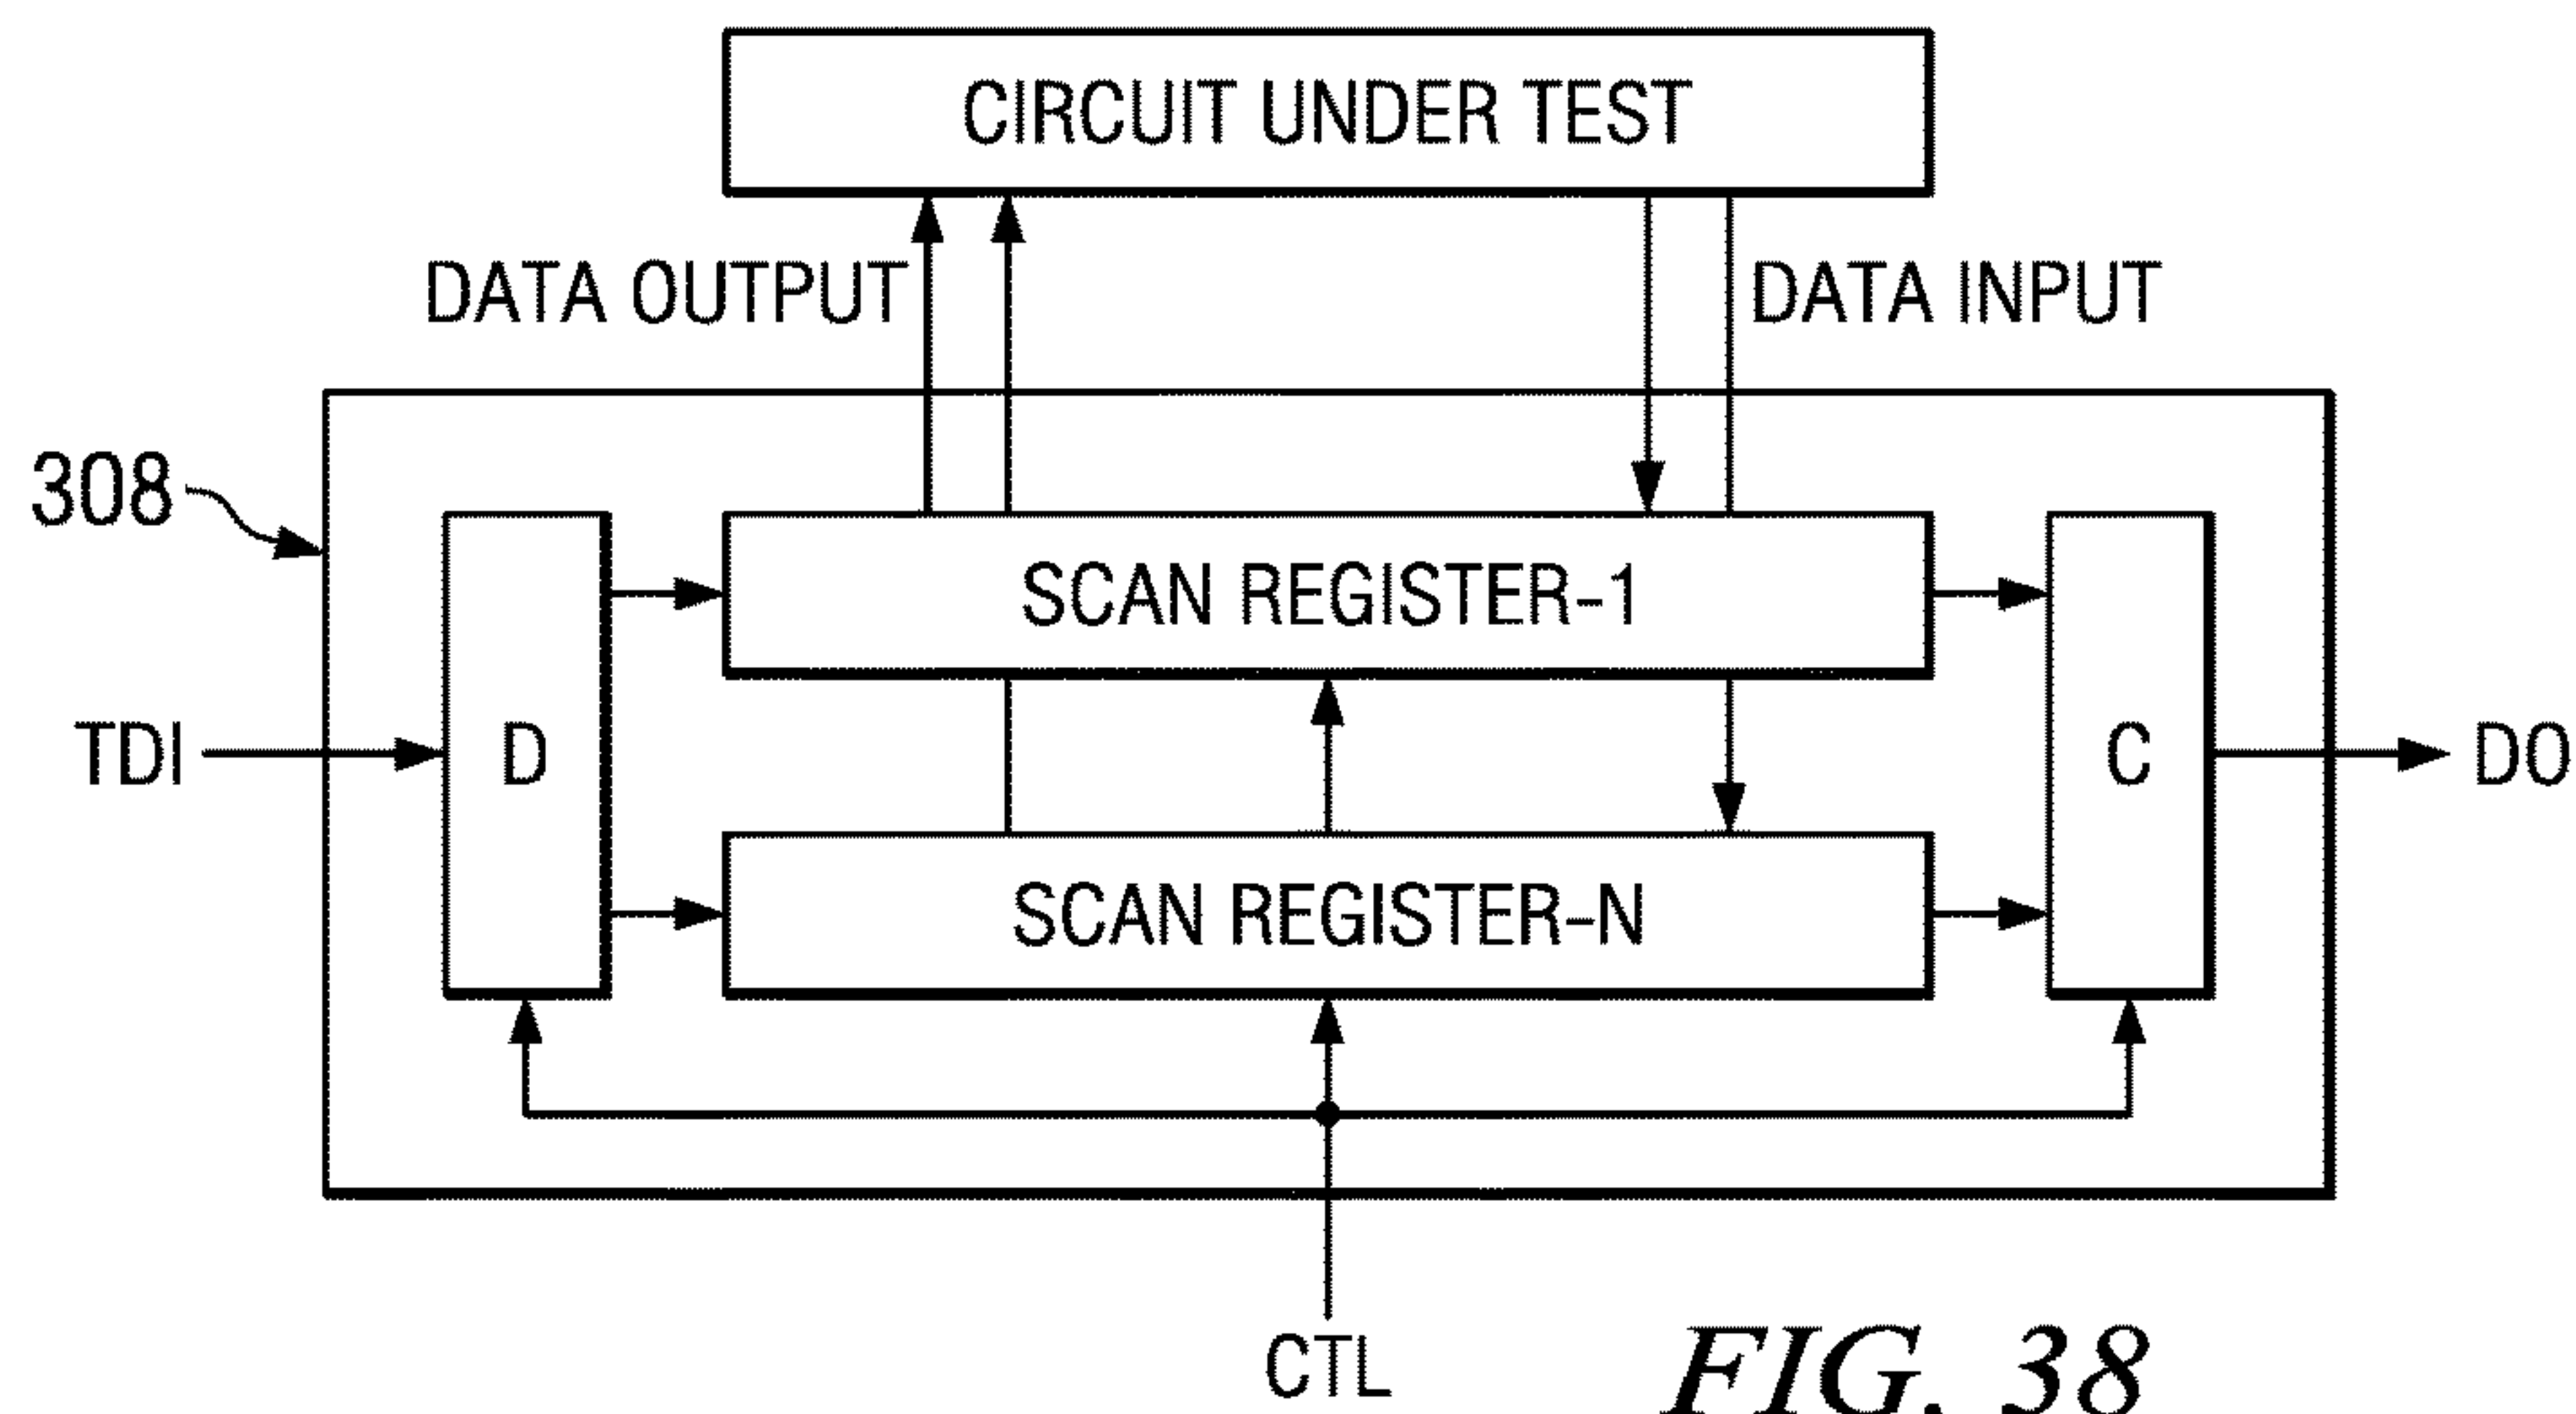 CIRCUIT UNDER TEST
DATA OUTPUT
DATA INPUT
308
SCAN REGISTER-1
TDI
D
C
DO
SCAN REGISTER-N
CTL
FIG. 38